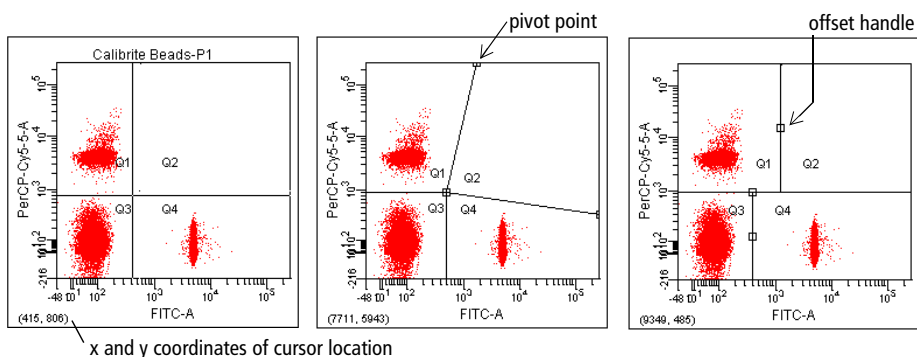 pivot point
offset handle
Calibrite Beads-P1
PerCP-Cy5-5-A
10^5
10^4
10^3
10^2
-216
Q1
Q2
Q3
Q4
-48 0 10^1 10^2 10^3 10^4 10^5
FITC-A
(415, 806)
PerCP-Cy5-5-A
10^5
10^4
10^3
10^2
-216
Q1
Q2
Q3
Q4
10^2 10^3 10^4 10^5
FITC-A
(7711, 5943)
PerCP-Cy5-5-A
10^5
10^4
10^3
10^2
-216
Q1
Q2
Q3
Q4
10^2 10^3 10^4 10^5
FITC-A
(9349, 485)
x and y coordinates of cursor location